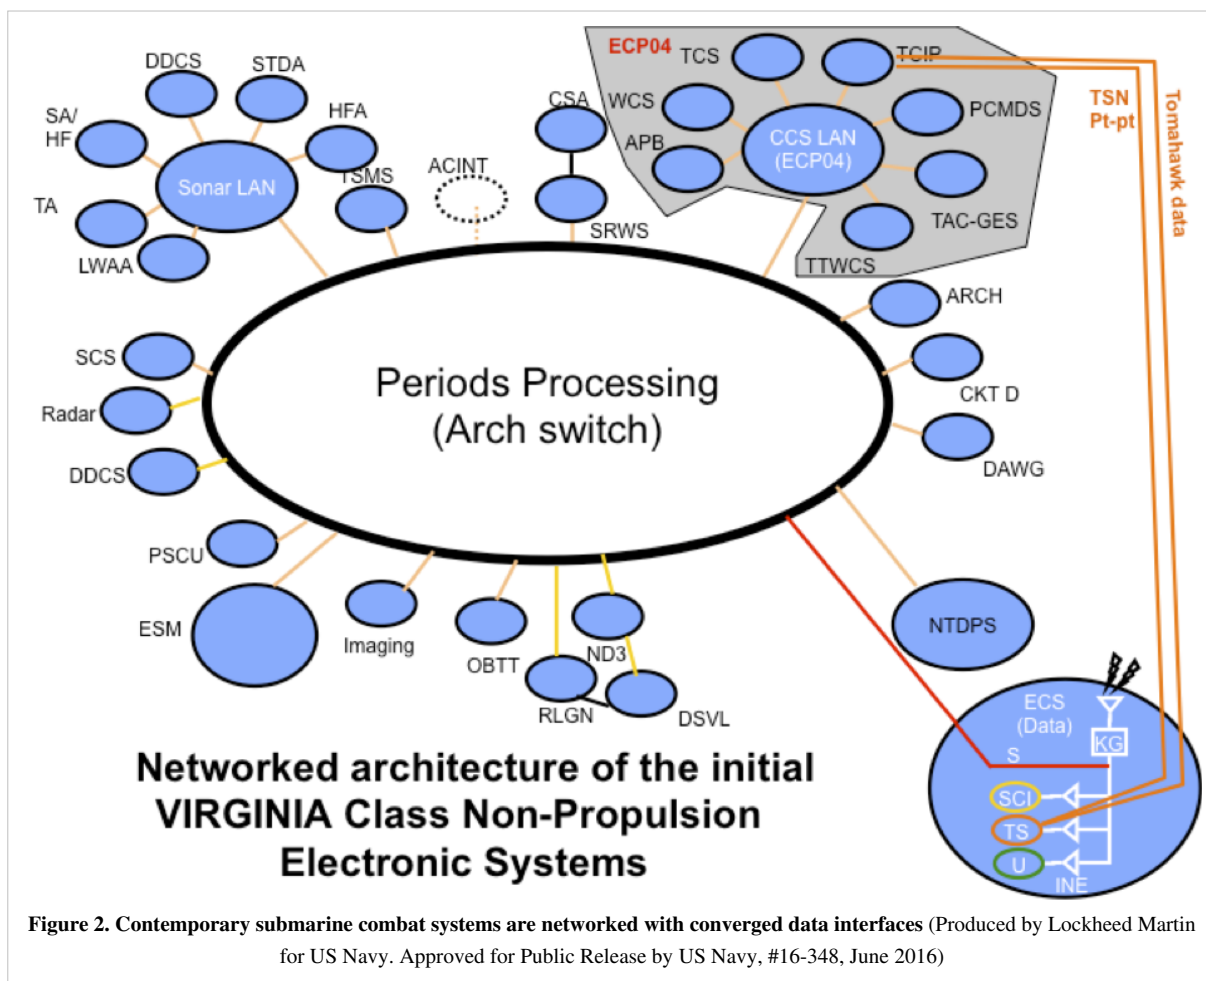 ECP04
TCS
TCIP
DDCS
STDA
WCS
CSA
PCMDS
TSN
Pt-pt
Tomahawk data
SA/
HF
HFA
CCS LAN
(ECP04)
APB
ACINT
TSMS
Sonar LAN
TA
LWAA
SRWS
TAC-GES
TTWCS
ARCH
SCS
Periods Processing
(Arch switch)
CKT D
Radar
DDCS
DAWG
PSCU
ESM
Imaging
OBTT
ND3
RLGN
DSVL
NTDPS
ECS
(Data)
KG
S
SCI
TS
U
INE
Networked architecture of the initial
VIRGINIA Class Non-Propulsion
Electronic Systems
Figure 2. Contemporary submarine combat systems are networked with converged data interfaces (Produced by Lockheed Martin
for US Navy. Approved for Public Release by US Navy, #16-348, June 2016)